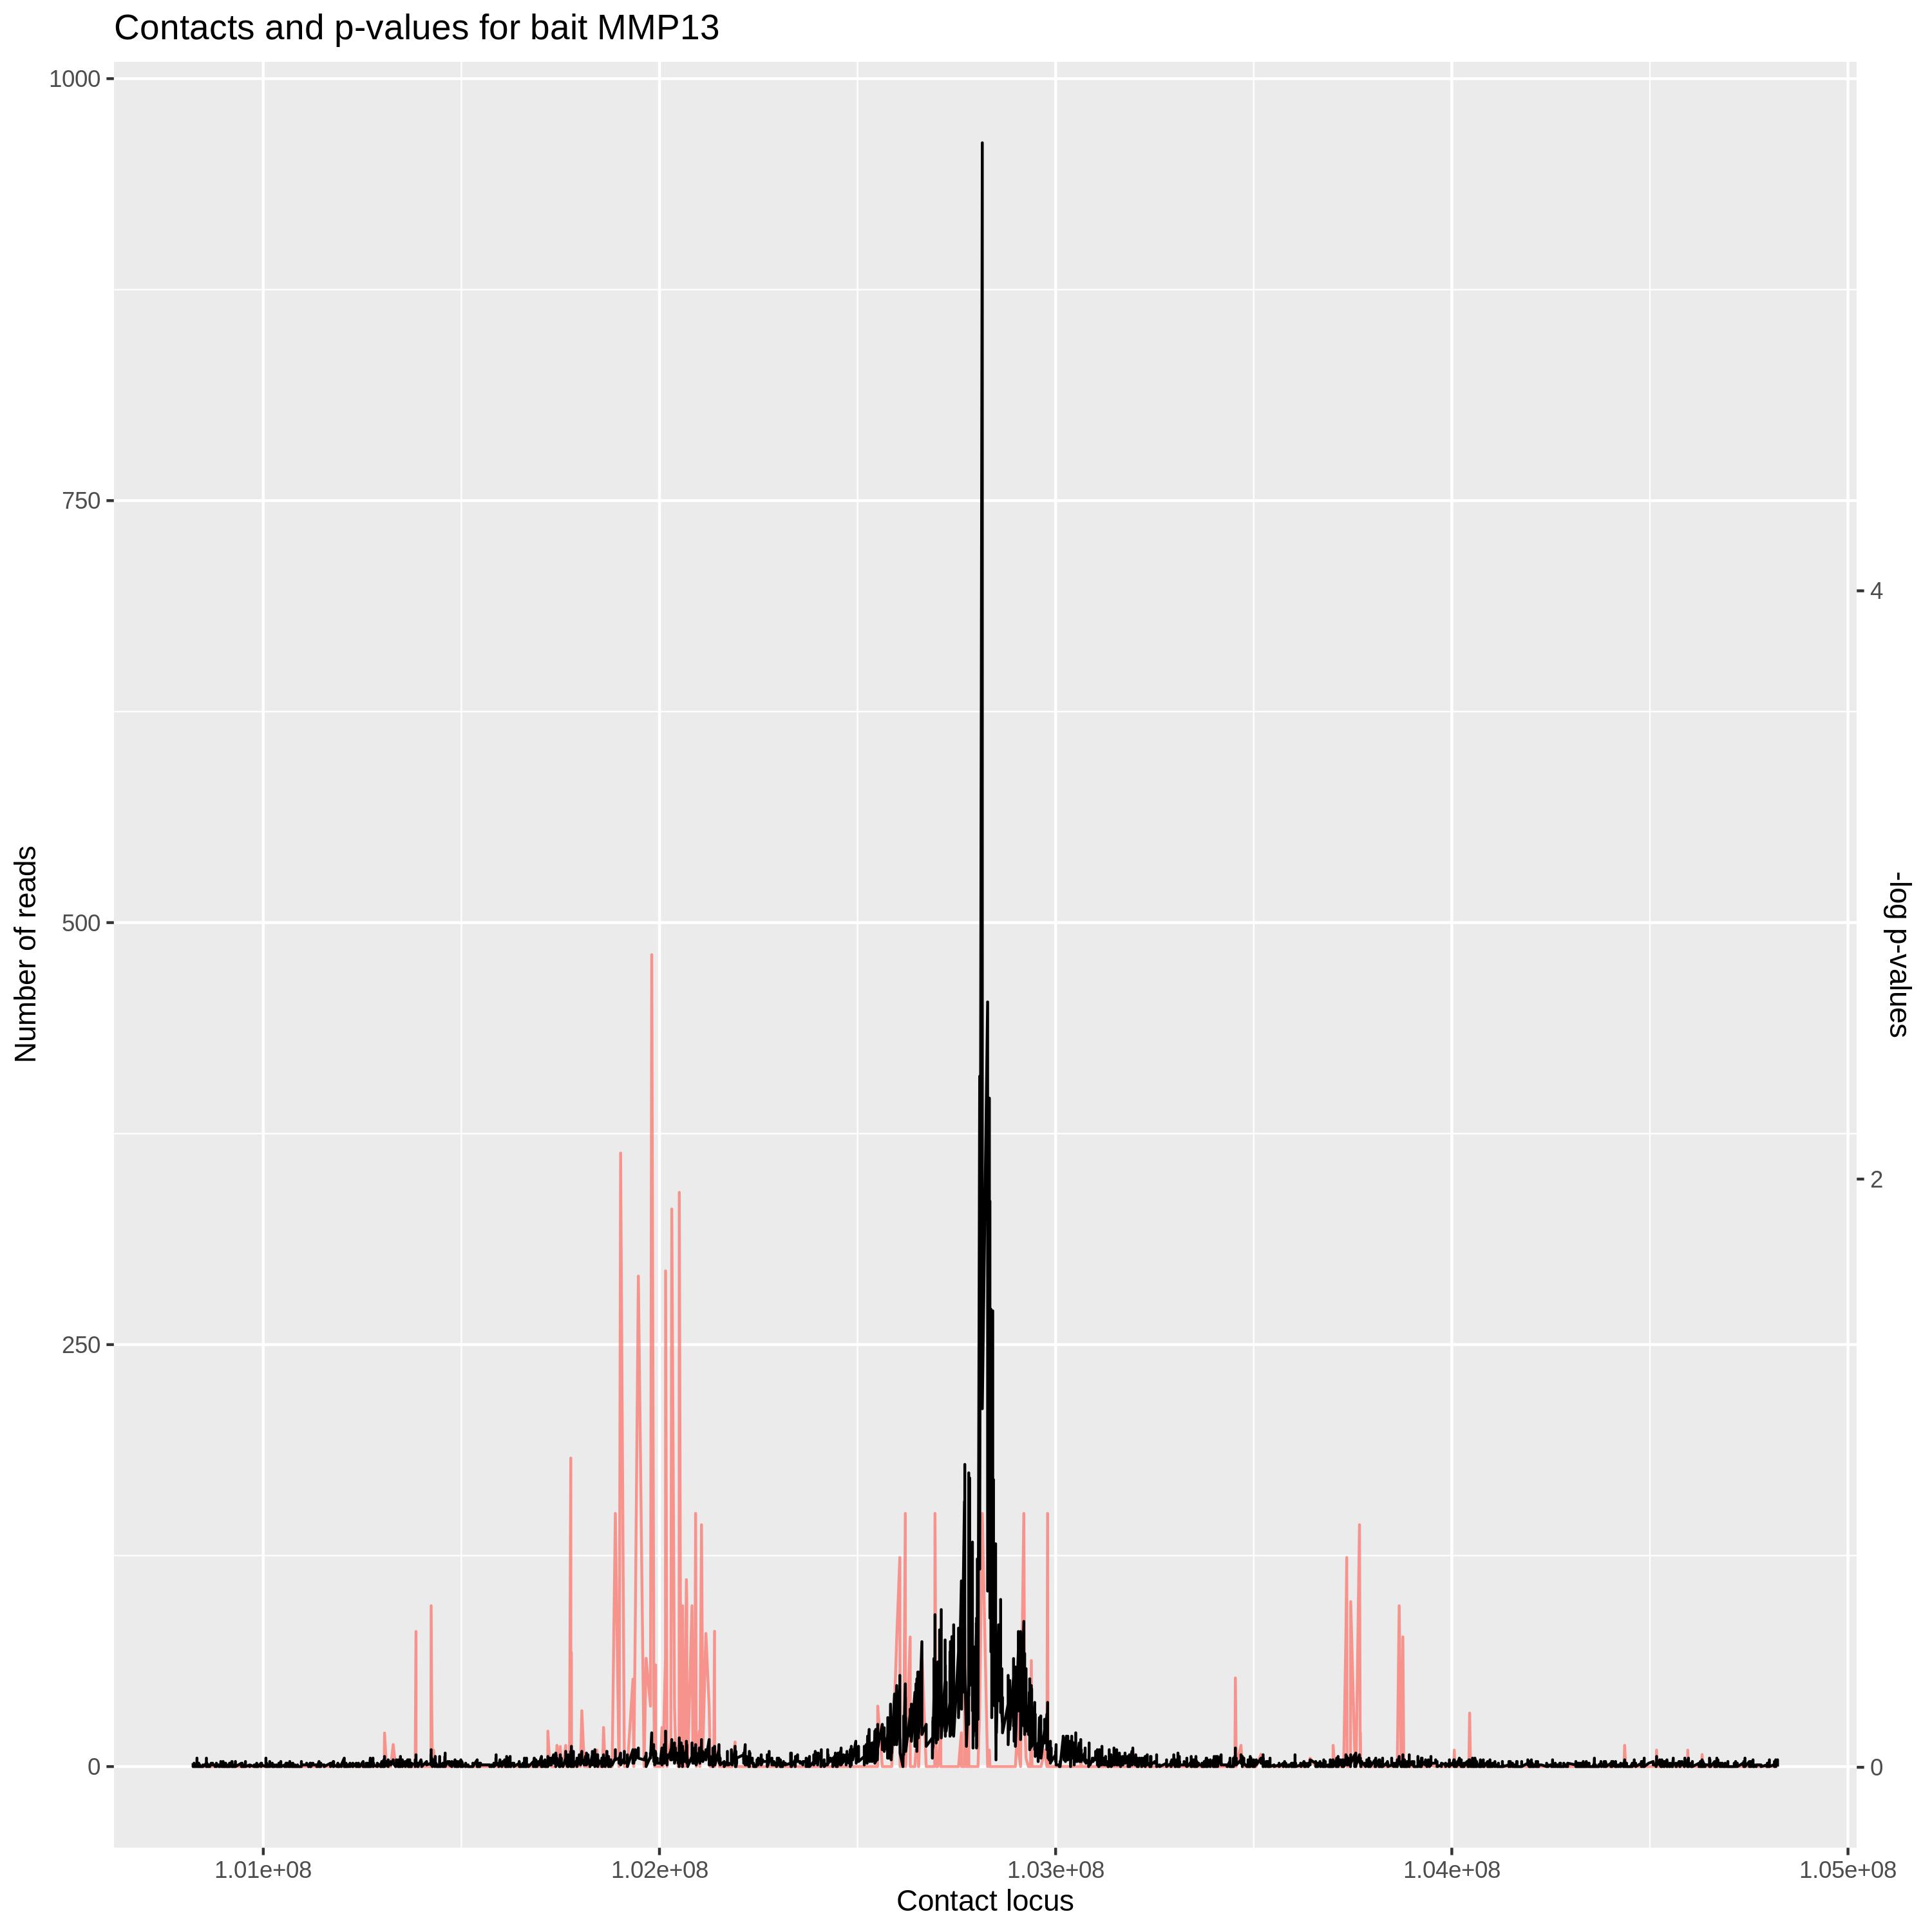 Contacts and p-values for bait MMP13
1000
750
500
250
0
Number of reads
4
2
0
-log p-values
1.01e+08
1.02e+08
1.03e+08
1.04e+08
1.05e+08
Contact locus